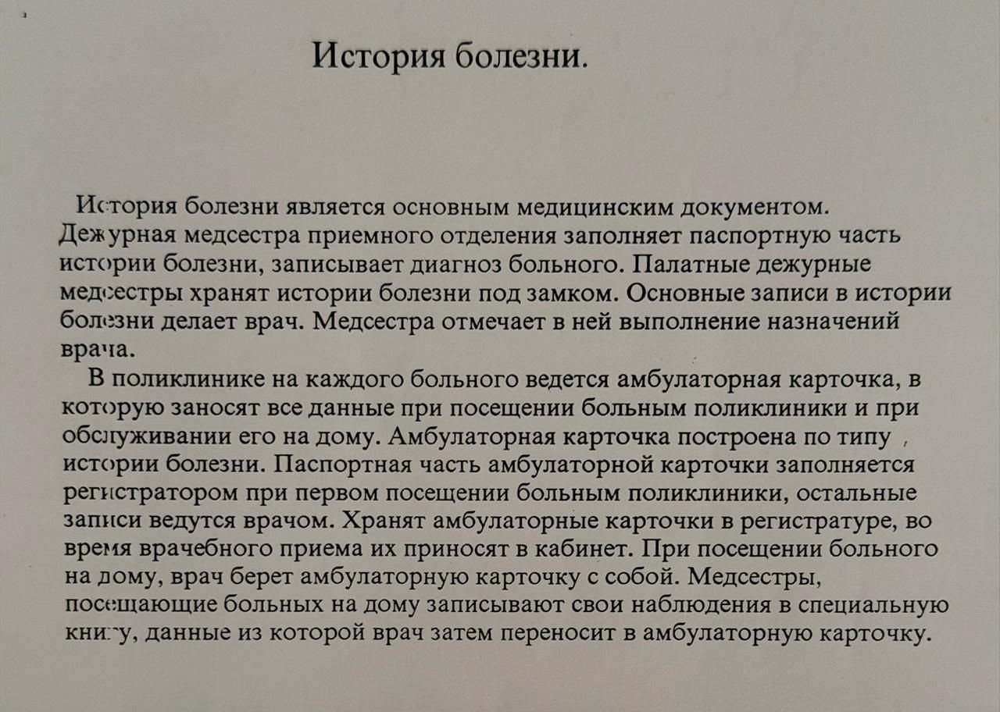 История болезни.
История болезни является основным медицинским документом.
Дежурная медсестра приемного отделения заполняет паспортную часть
истории болезни, записывает диагноз больного. Палатные дежурные
медсестры хранят истории болезни под замком. Основные записи в истории
болезни делает врач. Медсестра отмечает в ней выполнение назначений
врача.
В поликлинике на каждого больного ведется амбулаторная карточка, в
которую заносят все данные при посещении больным поликлиники и при
обслуживании его на дому. Амбулаторная карточка построена по типу
истории болезни. Паспортная часть амбулаторной карточки заполняется
регистратором при первом посещении больным поликлиники, остальные
записи ведутся врачом. Хранят амбулаторные карточки в регистратуре, во
время врачебного приема их приносят в кабинет. При посещении больного
на дому, врач берет амбулаторную карточку с собой. Медсестры,
посещающие больных на дому записывают свои наблюдения в специальную
книгу, данные из которой врач затем переносит в амбулаторную карточку.